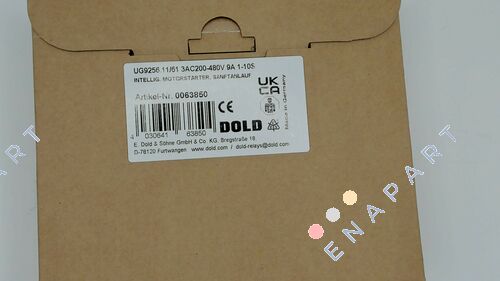 UG9256.11/61 3AC200-480V 9A 1-10S
INTELLIG. MOTORSTARTER, SANFTANLAUF
Artikel-Nr. 0063850
UK
CA
CE
Made in Germany
4 030641 63850
DOLD
E. Dold & Söhne GmbH & Co. KG, Bregstraße 18
D-78120 Furtwangen www.dold.com / dold-relays@dold.com
ENAPART
ENAPART